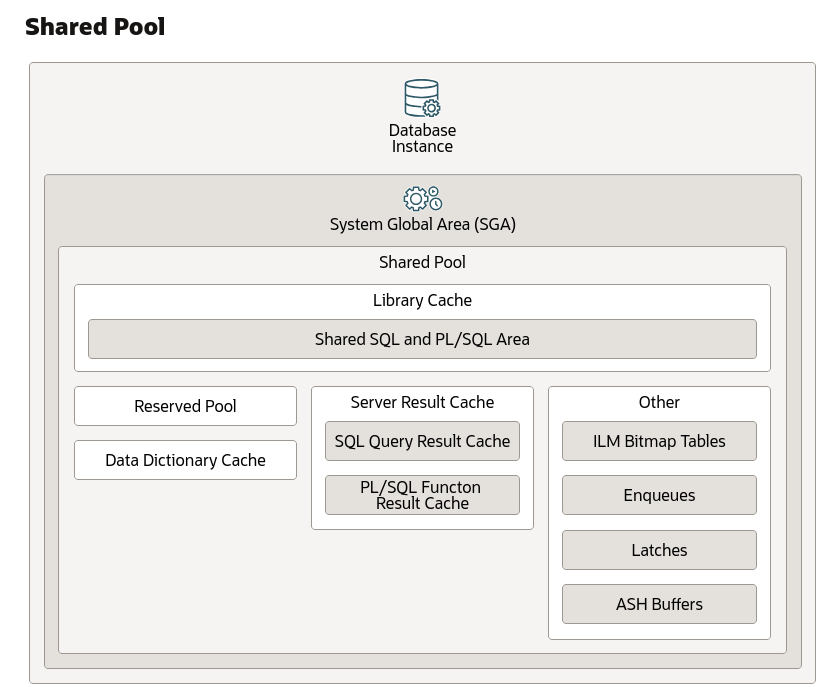 Shared Pool
Database
Instance
System Global Area (SGA)
Shared Pool
Library Cache
Shared SQL and PL/SQL Area
Reserved Pool
Data Dictionary Cache
Server Result Cache
SQL Query Result Cache
PL/SQL Functon
Result Cache
Other
ILM Bitmap Tables
Enqueues
Latches
ASH Buffers